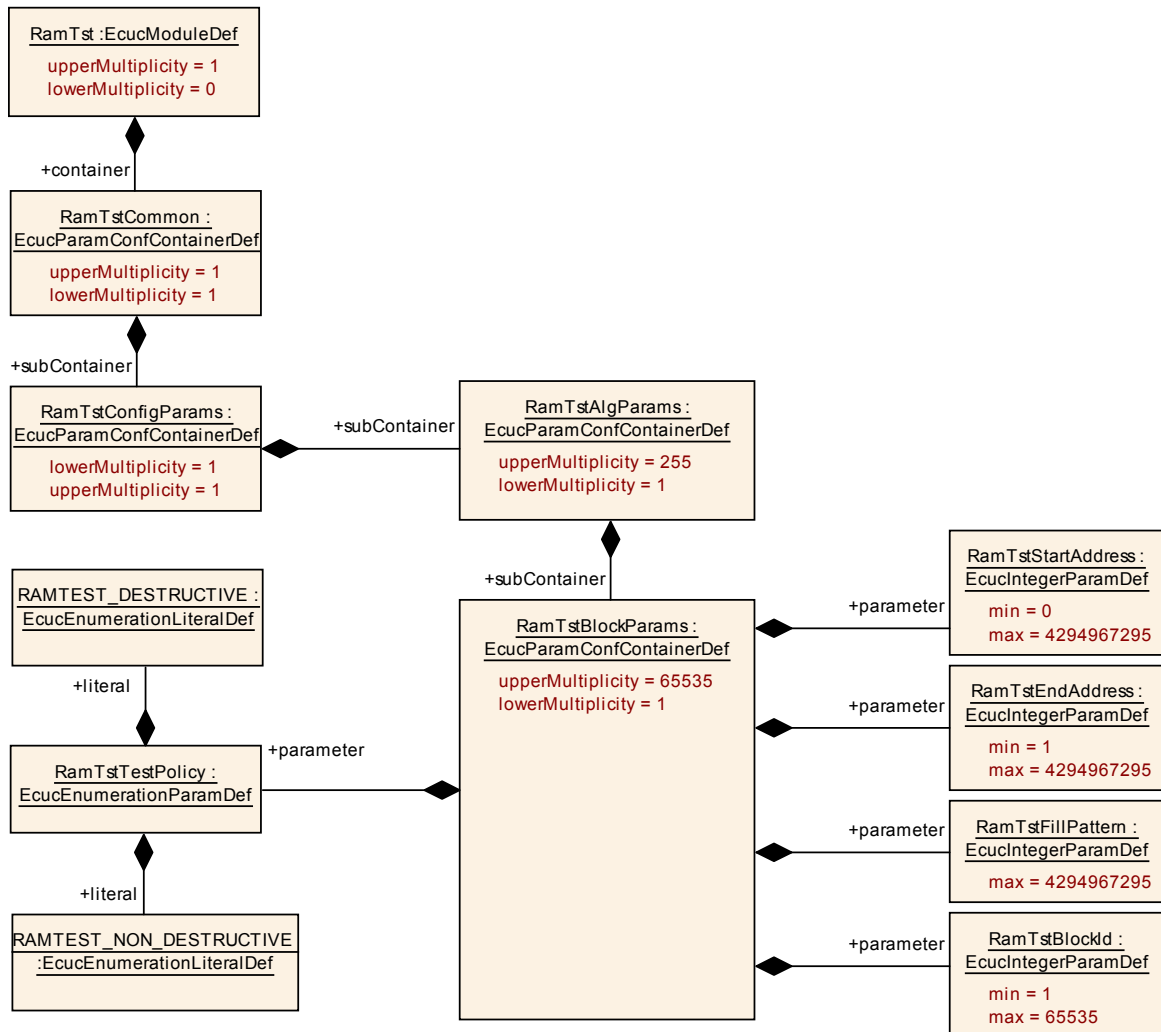 RamTst :EcucModuleDef
upperMultiplicity = 1
lowerMultiplicity = 0
+container
RamTstCommon :
EcucParamConfContainerDef
upperMultiplicity = 1
lowerMultiplicity = 1
+subContainer
RamTstConfigParams :
EcucParamConfContainerDef
lowerMultiplicity = 1
upperMultiplicity = 1
+subContainer
RamTstAlgParams :
EcucParamConfContainerDef
upperMultiplicity = 255
lowerMultiplicity = 1
+subContainer
RamTstBlockParams :
EcucParamConfContainerDef
upperMultiplicity = 65535
lowerMultiplicity = 1
+parameter
RamTstStartAddress :
EcucIntegerParamDef
min = 0
max = 4294967295
+parameter
RamTstEndAddress :
EcucIntegerParamDef
min = 1
max = 4294967295
+parameter
RamTstFillPattern :
EcucIntegerParamDef
max = 4294967295
+parameter
RamTstBlockId :
EcucIntegerParamDef
min = 1
max = 65535
RAMTEST_DESTRUCTIVE :
EcucEnumerationLiteralDef
+literal
+parameter
RamTstTestPolicy :
EcucEnumerationParamDef
+literal
RAMTEST_NON_DESTRUCTIVE
:EcucEnumerationLiteralDef